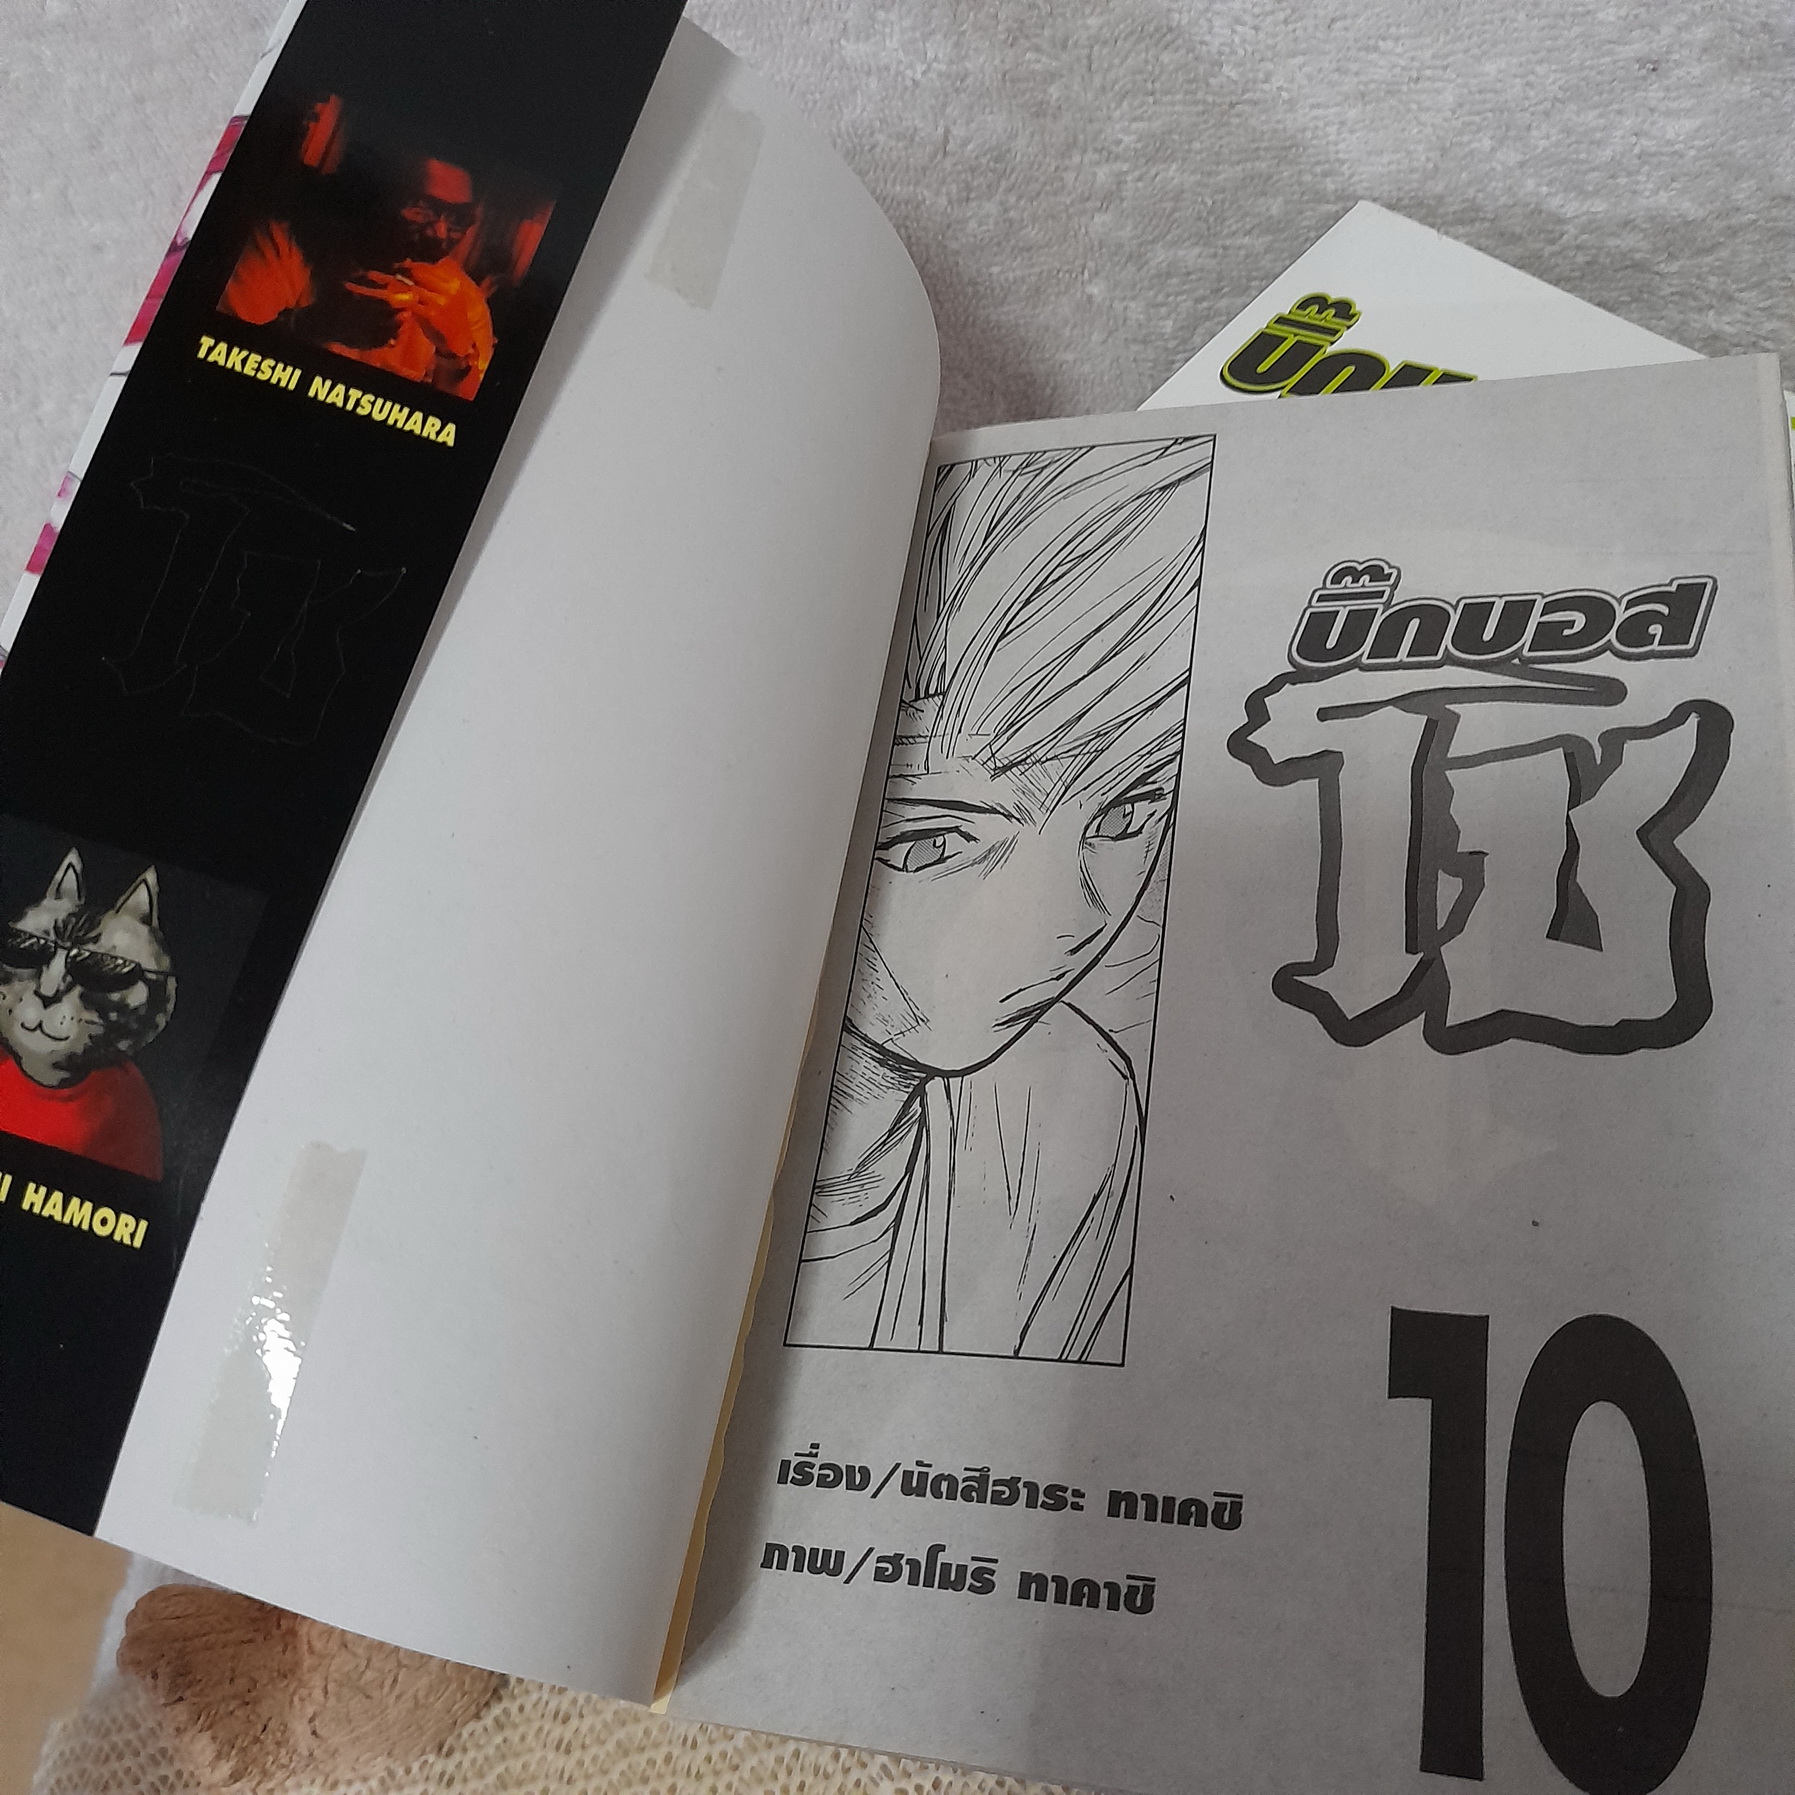 TAKESHI NATSUHARA
HAMORI
บิ๊กบอส
โช
10
เรื่อง/นัตสึฮาระ ทาเคชิ
ภาพ/ฮาโมริ ทาคาชิ